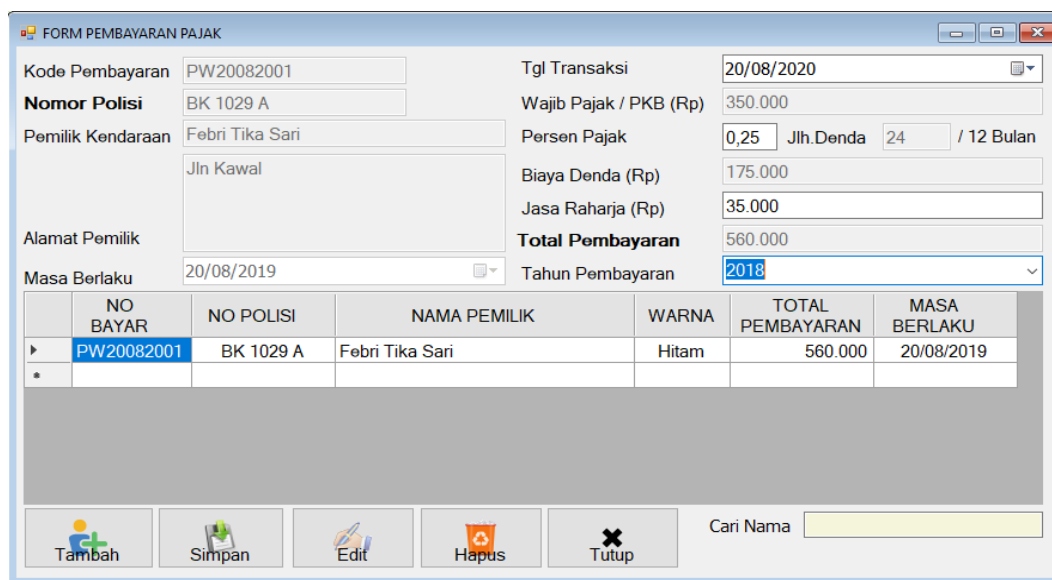 FORM PEMBAYARAN PAJAK
Kode Pembayaran PW20082001
Nomor Polisi BK 1029 A
Pemilik Kendaraan Febri Tika Sari
Jln Kawal
Alamat Pemilik
Masa Berlaku 20/08/2019
Tgl Transaksi 20/08/2020
Wajib Pajak / PKB (Rp) 350.000
Persen Pajak 0,25 Jlh.Denda 24 / 12 Bulan
Biaya Denda (Rp) 175.000
Jasa Raharja (Rp) 35.000
Total Pembayaran 560.000
Tahun Pembayaran 2018
NO BAYAR NO POLISI NAMA PEMILIK WARNA TOTAL PEMBAYARAN MASA BERLAKU
PW20082001 BK 1029 A Febri Tika Sari Hitam 560.000 20/08/2019
Tambah Simpan Edit Hapus Tutup
Cari Nama